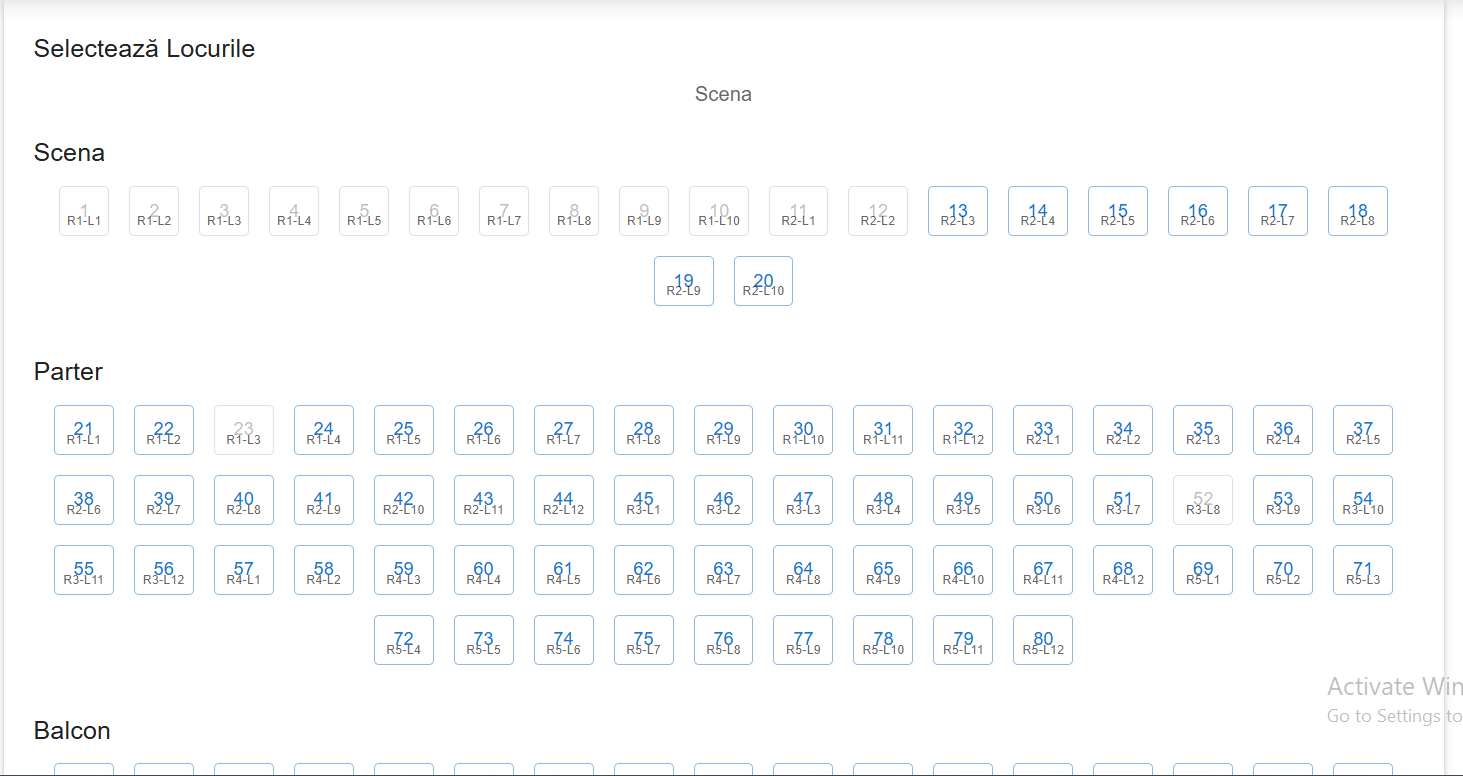 Selectează Locurile
Scena
Scena
1 2 3 4 5 6 7 8 9 10 11 12 13 14 15 16 17 18
R1-L1 R1-L2 R1-L3 R1-L4 R1-L5 R1-L6 R1-L7 R1-L8 R1-L9 R1-L10 R2-L1 R2-L2 R2-L3 R2-L4 R2-L5 R2-L6 R2-L7 R2-L8
19 20
R2-L9 R2-L10
Parter
21 22 23 24 25 26 27 28 29 30 31 32 33 34 35 36 37
R1-L1 R1-L2 R1-L3 R1-L4 R1-L5 R1-L6 R1-L7 R1-L8 R1-L9 R1-L10 R1-L11 R1-L12 R2-L1 R2-L2 R2-L3 R2-L4 R2-L5
38 39 40 41 42 43 44 45 46 47 48 49 50 51 52 53 54
R2-L6 R2-L7 R2-L8 R2-L9 R2-L10 R2-L11 R2-L12 R3-L1 R3-L2 R3-L3 R3-L4 R3-L5 R3-L6 R3-L7 R3-L8 R3-L9 R3-L10
55 56 57 58 59 60 61 62 63 64 65 66 67 68 69 70 71
R3-L11 R3-L12 R4-L1 R4-L2 R4-L3 R4-L4 R4-L5 R4-L6 R4-L7 R4-L8 R4-L9 R4-L10 R4-L11 R4-L12 R5-L1 R5-L2 R5-L3
72 73 74 75 76 77 78 79 80
R5-L4 R5-L5 R5-L6 R5-L7 R5-L8 R5-L9 R5-L10 R5-L11 R5-L12
Activate Win
Go to Settings to
Balcon